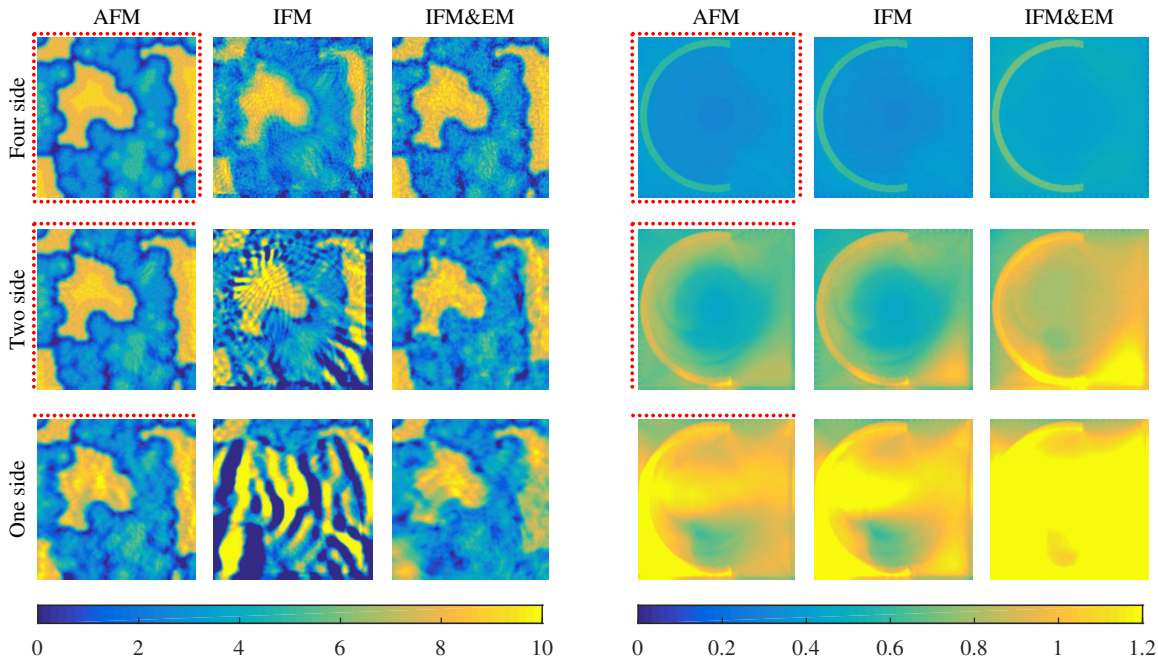 AFM IFM IFM&EM AFM IFM IFM&EM
Four side
Two side
One side
0 2 4 6 8 10 0 0.2 0.4 0.6 0.8 1 1.2